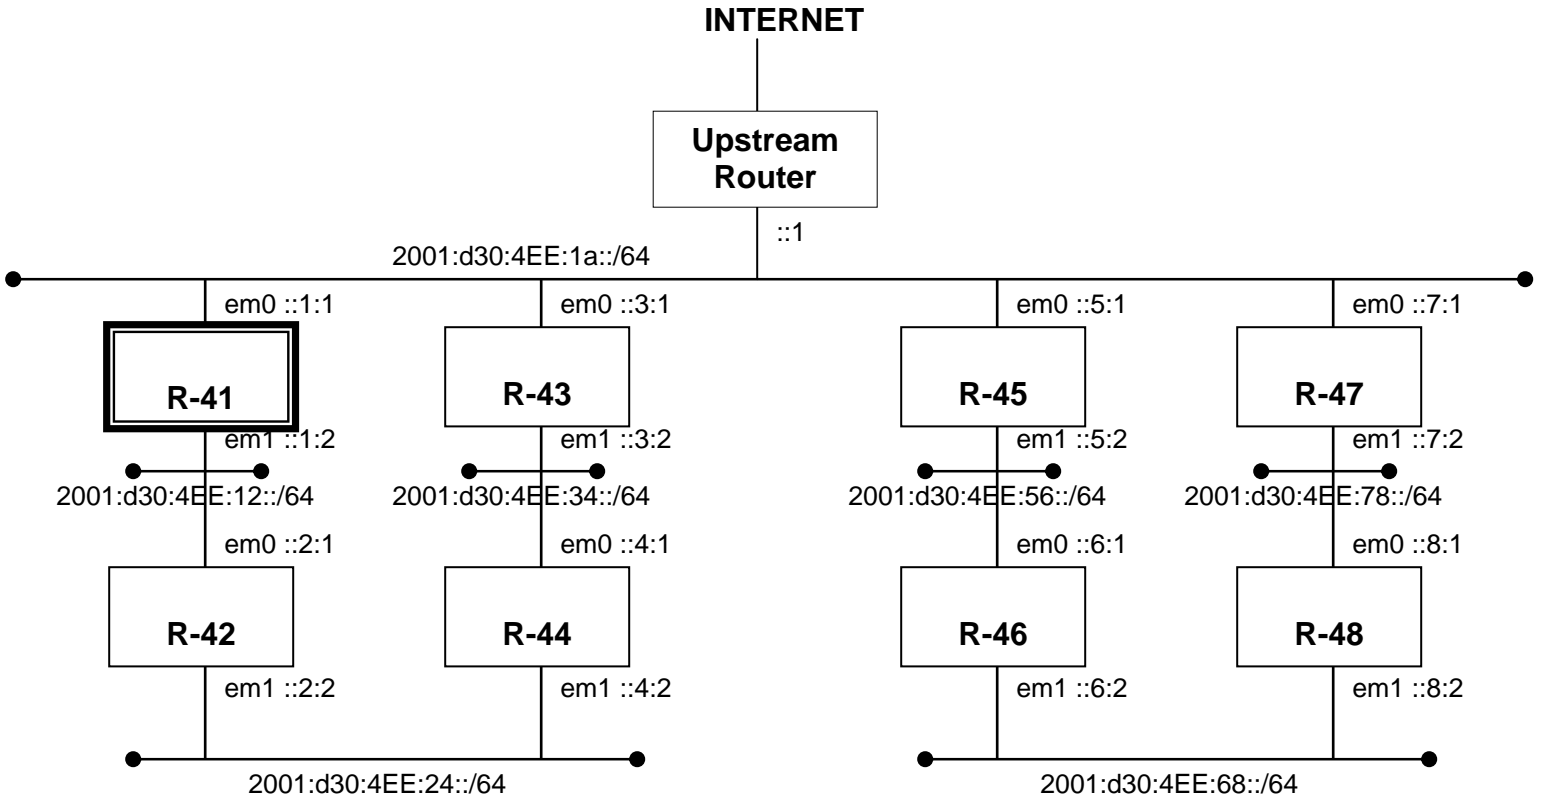 INTERNET
Upstream
Router
::1
2001:d30:4EE:1a::/64
em0 ::1:1
em0 ::3:1
em0 ::5:1
em0 ::7:1
R-41
R-43
R-45
R-47
em1 ::1:2
em1 ::3:2
em1 ::5:2
em1 ::7:2
2001:d30:4EE:12::/64
2001:d30:4EE:34::/64
2001:d30:4EE:56::/64
2001:d30:4EE:78::/64
em0 ::2:1
em0 ::4:1
em0 ::6:1
em0 ::8:1
R-42
R-44
R-46
R-48
em1 ::2:2
em1 ::4:2
em1 ::6:2
em1 ::8:2
2001:d30:4EE:24::/64
2001:d30:4EE:68::/64